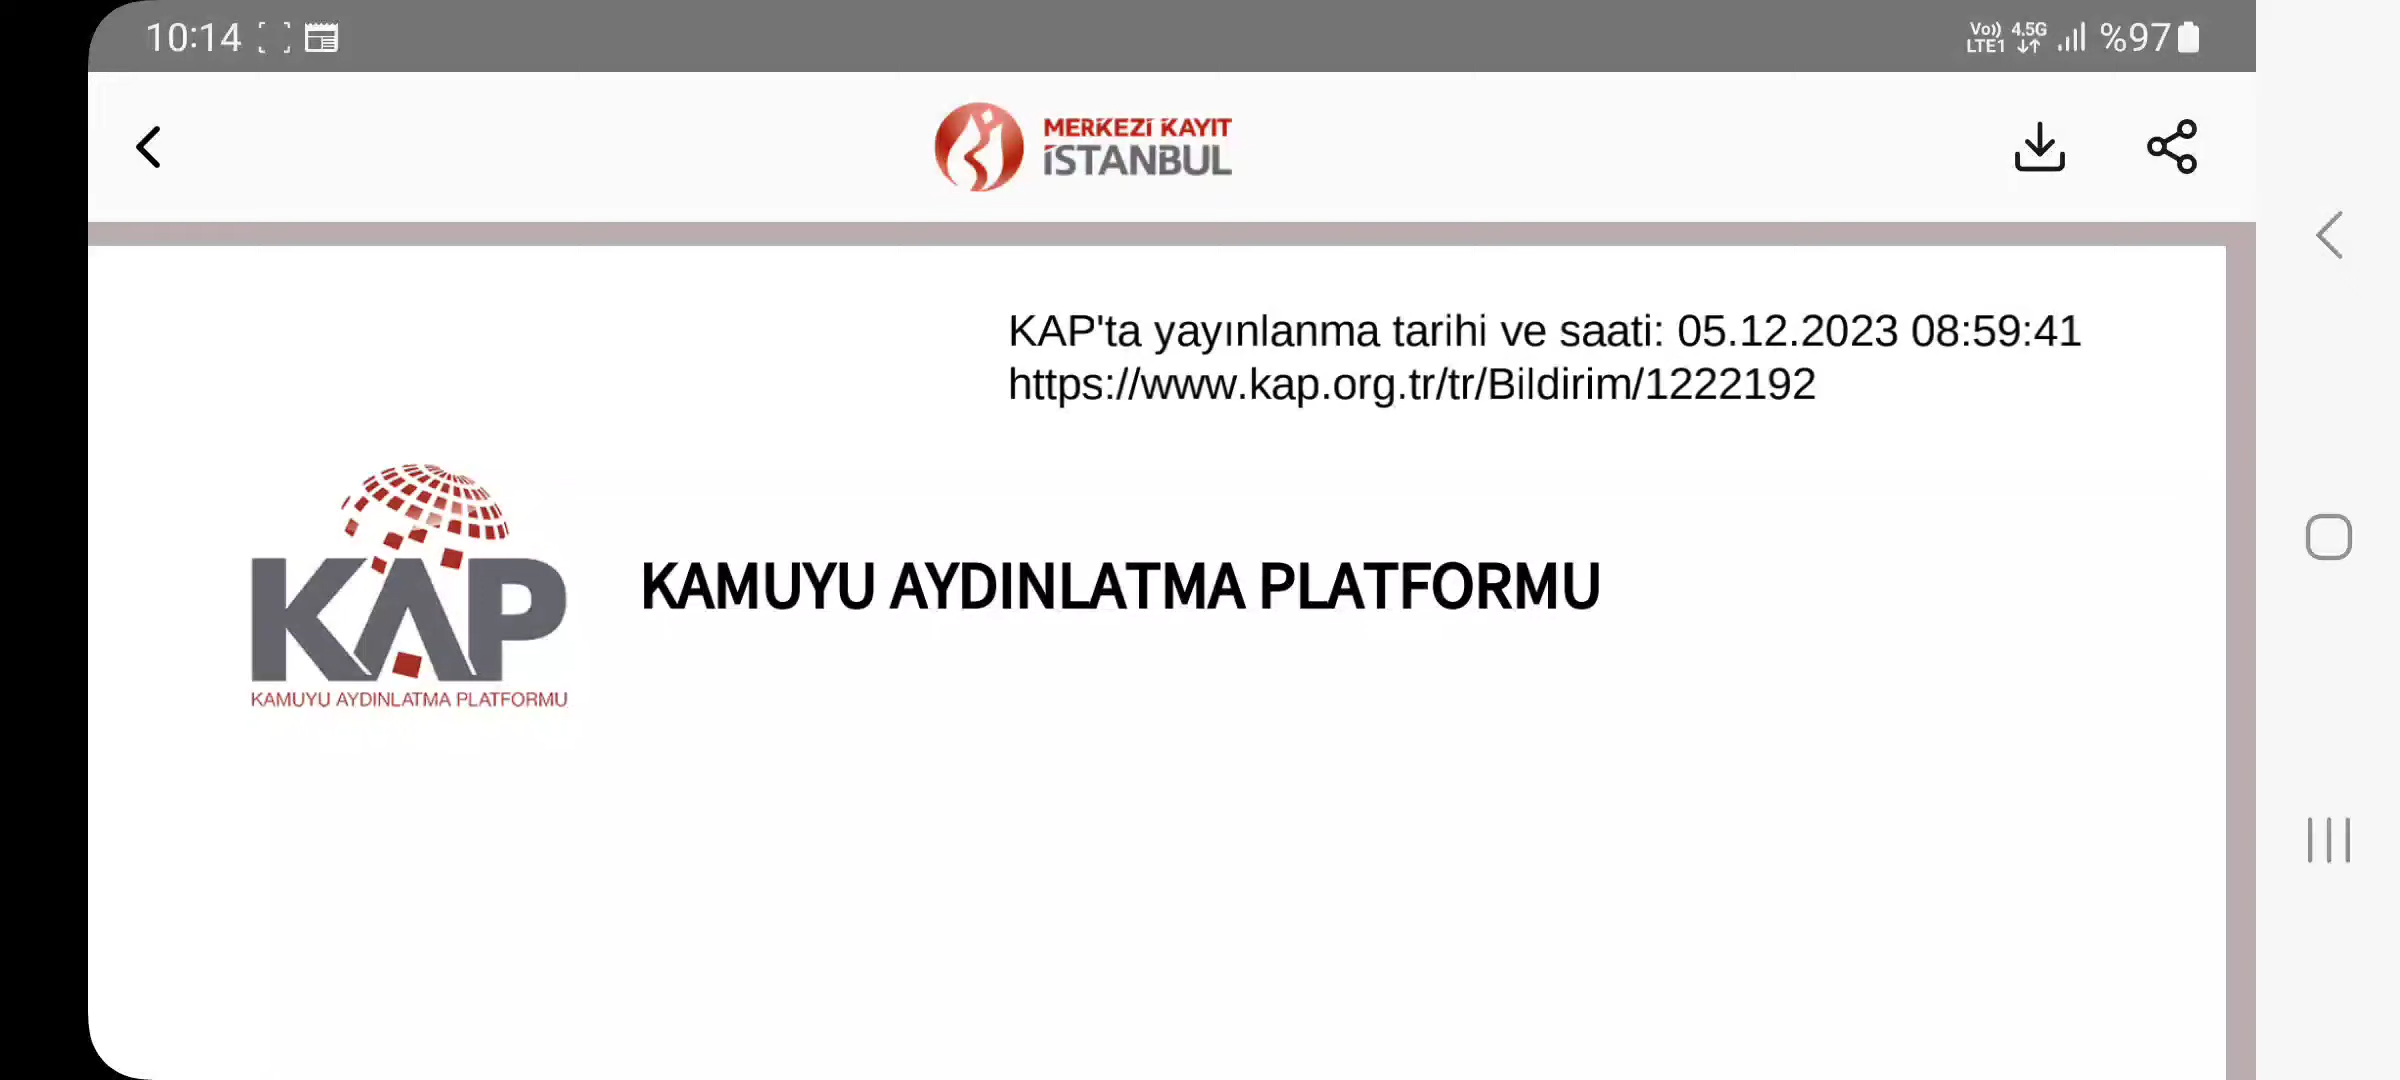 10:14
Vo)) 4.5G
LTE1
%97
MERKEZİ KAYIT
İSTANBUL
KAP'ta yayınlanma tarihi ve saati: 05.12.2023 08:59:41
https://www.kap.org.tr/tr/Bildirim/1222192
KAP
KAMUYU AYDINLATMA PLATFORMU
KAMUYU AYDINLATMA PLATFORMU